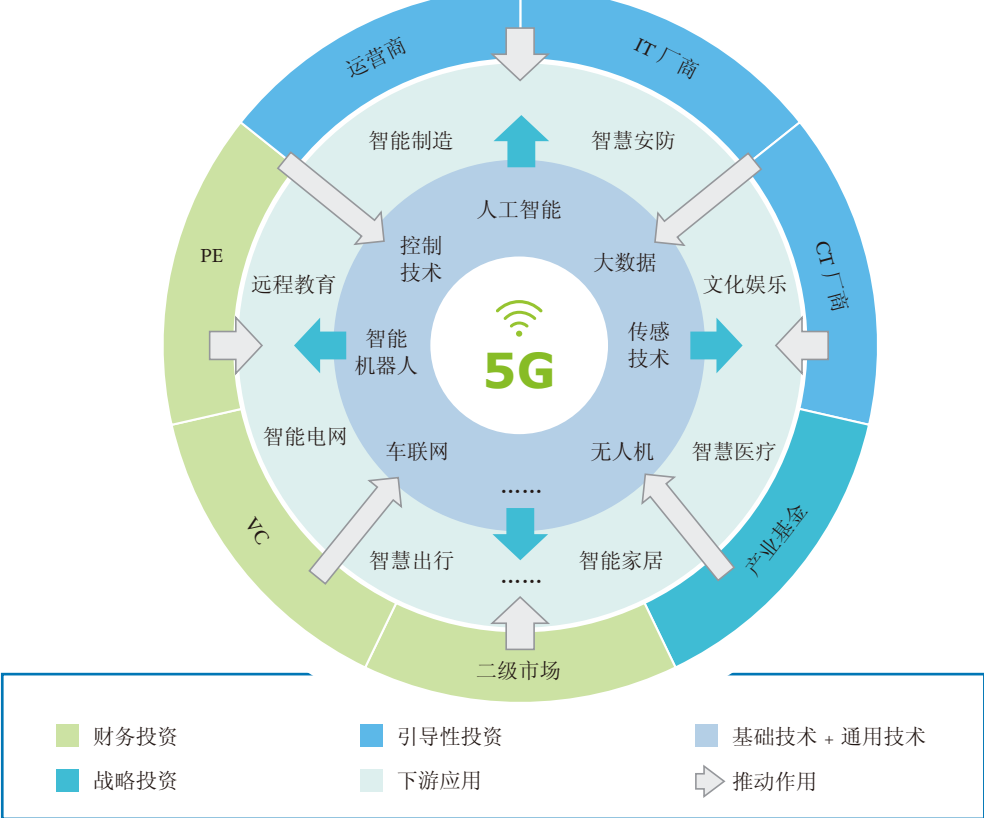 运营商
IT 厂商
智能制造
智慧安防
人工智能
PE
控制
技术
大数据
CT 厂商
远程教育
文化娱乐
智能
机器人
5G
传感
技术
智能电网
车联网
无人机
智慧医疗
......
VC
产业基金
智慧出行
......
智能家居
二级市场
财务投资
引导性投资
基础技术 + 通用技术
战略投资
下游应用
推动作用